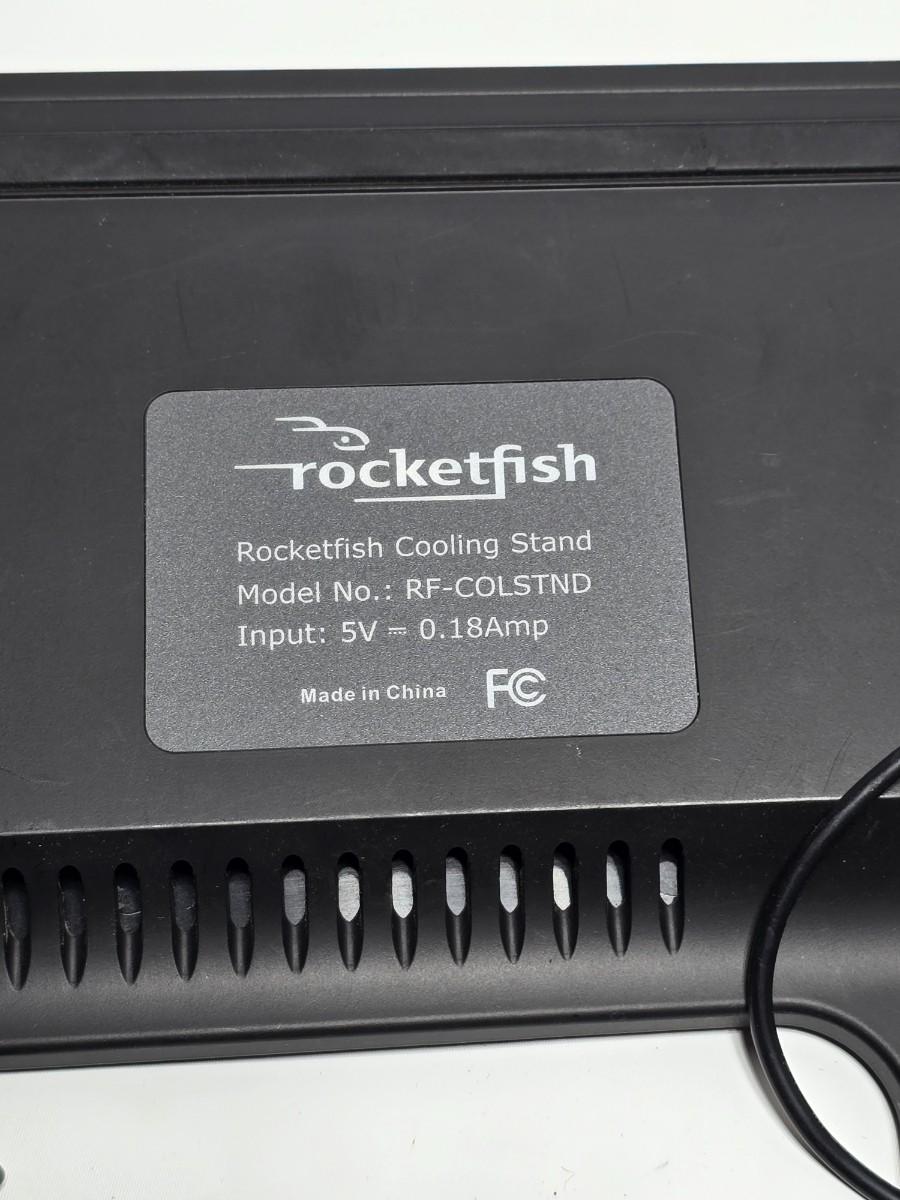 rocketfish
Rocketfish Cooling Stand
Model No.: RF-COLSTND
Input: 5V ⎓ 0.18Amp
Made in China FC